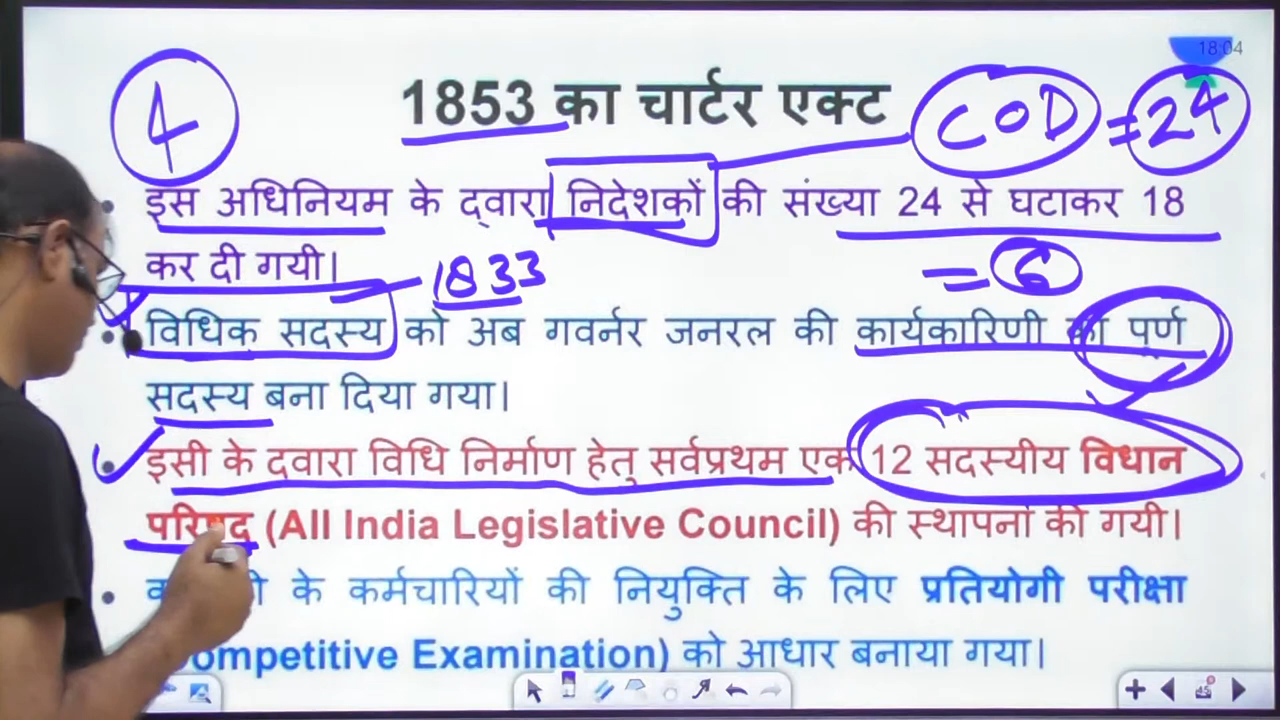 18:04
4
1853 का चार्टर एक्ट
COD = 24
इस अधिनियम के द्वारा निदेशकों की संख्या 24 से घटाकर 18
कर दी गयी।
1833
= 6
विधिक सदस्य को अब गवर्नर जनरल की कार्यकारिणी का पूर्ण
सदस्य बना दिया गया।
इसी के द्वारा विधि निर्माण हेतु सर्वप्रथम एक 12 सदस्यीय विधान
परिषद (All India Legislative Council) की स्थापना की गयी।
के कर्मचारियों की नियुक्ति के लिए प्रतियोगी परीक्षा
Competitive Examination) को आधार बनाया गया।